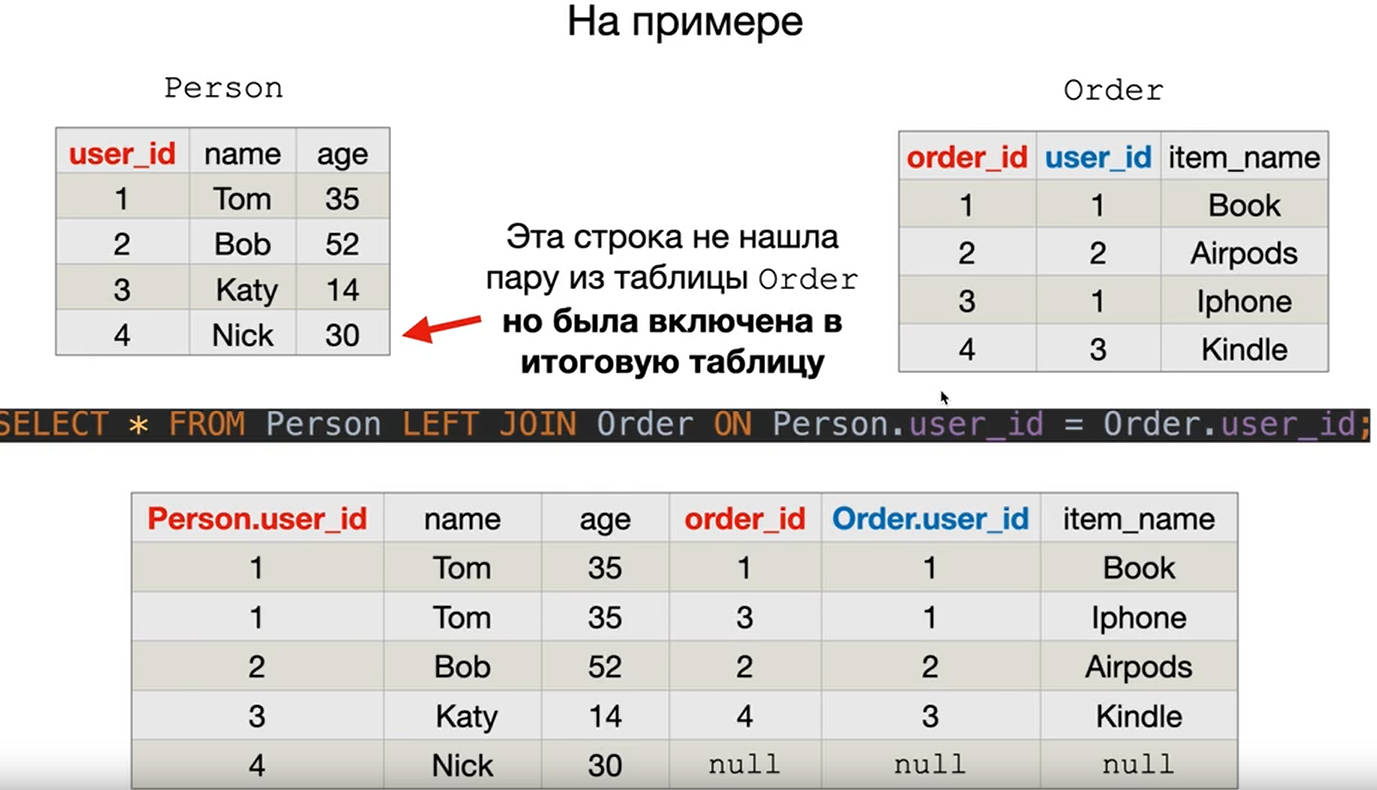 На примере
Person
user_id name age
1 Tom 35
2 Bob 52
3 Katy 14
4 Nick 30
Эта строка не нашла
пару из таблицы Order
но была включена в
итоговую таблицу
Order
order_id user_id item_name
1 1 Book
2 2 Airpods
3 1 Iphone
4 3 Kindle
SELECT * FROM Person LEFT JOIN Order ON Person.user_id = Order.user_id;
Person.user_id name age order_id Order.user_id item_name
1 Tom 35 1 1 Book
1 Tom 35 3 1 Iphone
2 Bob 52 2 2 Airpods
3 Katy 14 4 3 Kindle
4 Nick 30 null null null